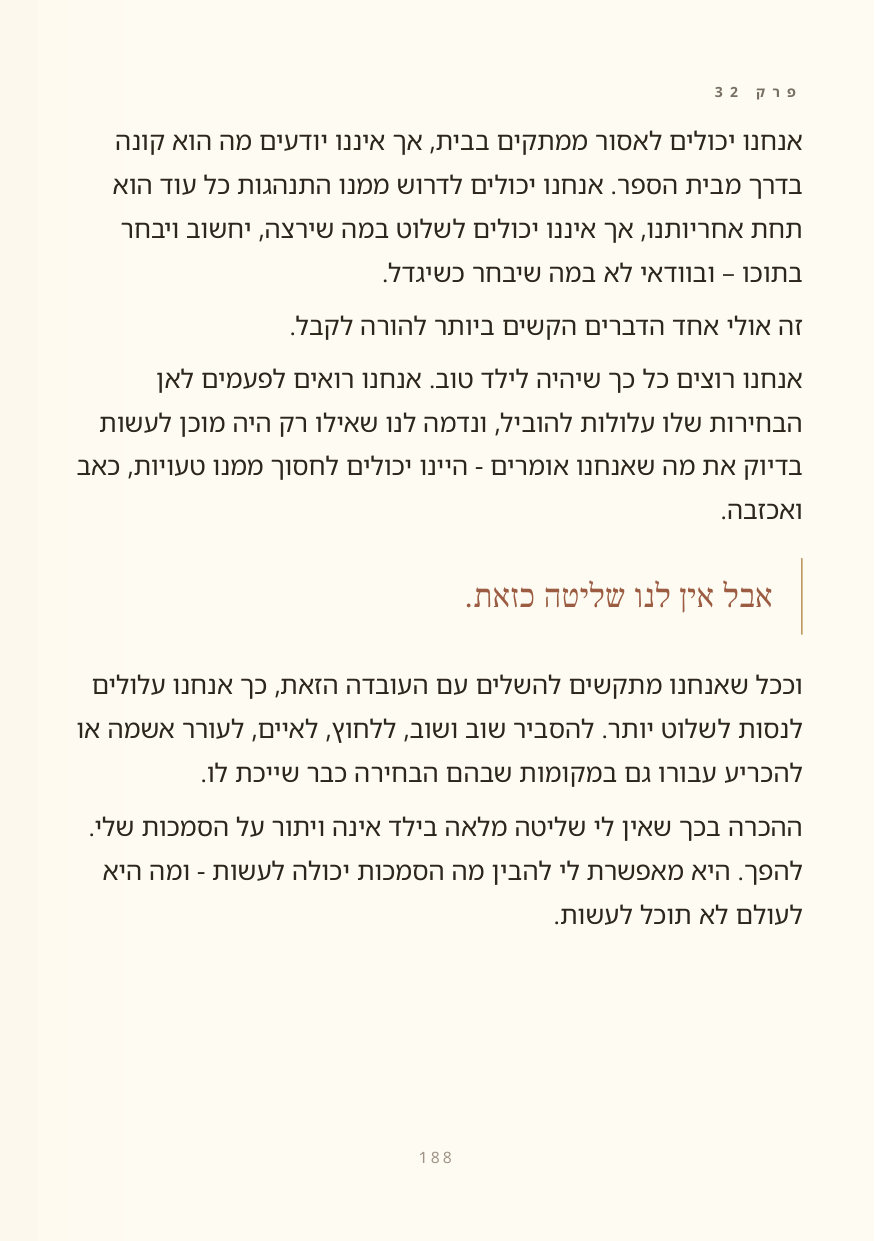 פרק 32
אנחנו יכולים לאסור ממתקים בבית, אך איננו יודעים מה הוא קונה
בדרך מבית הספר. אנחנו יכולים לדרוש ממנו התנהגות כל עוד הוא
תחת אחריותנו, אך איננו יכולים לשלוט במה שירצה, יחשוב ויבחר
בתוכו – ובוודאי לא במה שיבחר כשיגדל.
זה אולי אחד הדברים הקשים ביותר להורה לקבל.
אנחנו רוצים כל כך שיהיה לילד טוב. אנחנו רואים לפעמים לאן
הבחירות שלו עלולות להוביל, ונדמה לנו שאילו רק היה מוכן לעשות
בדיוק את מה שאנחנו אומרים - היינו יכולים לחסוך ממנו טעויות, כאב
ואכזבה.
אבל אין לנו שליטה כזאת.
וככל שאנחנו מתקשים להשלים עם העובדה הזאת, כך אנחנו עלולים
לנסות לשלוט יותר. להסביר שוב ושוב, ללחוץ, לאיים, לעורר אשמה או
להכריע עבורו גם במקומות שבהם הבחירה כבר שייכת לו.
ההכרה בכך שאין לי שליטה מלאה בילד אינה ויתור על הסמכות שלי.
להפך. היא מאפשרת לי להבין מה הסמכות יכולה לעשות - ומה היא
לעולם לא תוכל לעשות.
188